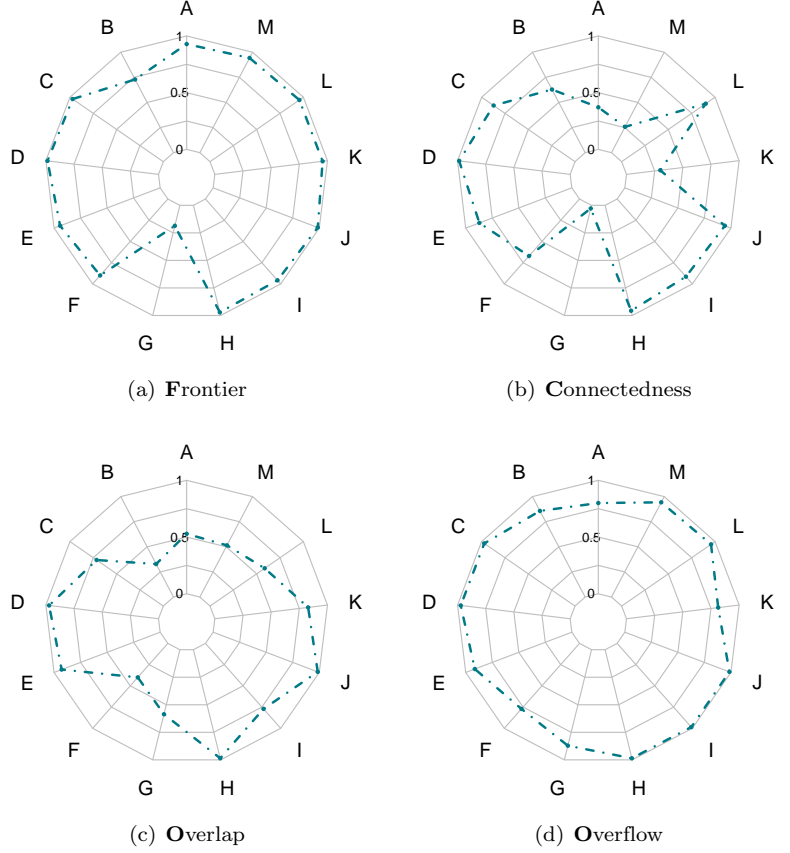 A
B M
C L
1
0.5
0
D K
E J
F I
G H
(a) Frontier
A
B M
C L
1
0.5
0
D K
E J
F I
G H
(b) Connectedness
A
B M
C L
1
0.5
0
D K
E J
F I
G H
(c) Overlap
A
B M
C L
1
0.5
0
D K
E J
F I
G H
(d) Overflow